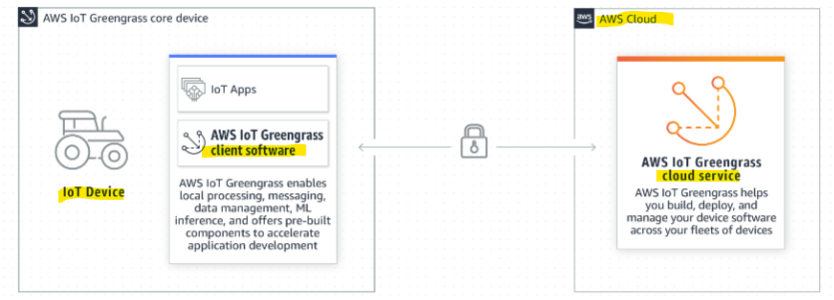 AWS IoT Greengrass core device
IoT Apps
AWS IoT Greengrass
client software
IoT Device
AWS IoT Greengrass enables
local processing, messaging,
data management, ML
inference, and offers pre-built
components to accelerate
application development
aws
AWS Cloud
AWS IoT Greengrass
cloud service
AWS IoT Greengrass helps
you build, deploy, and
manage your device software
across your fleets of devices